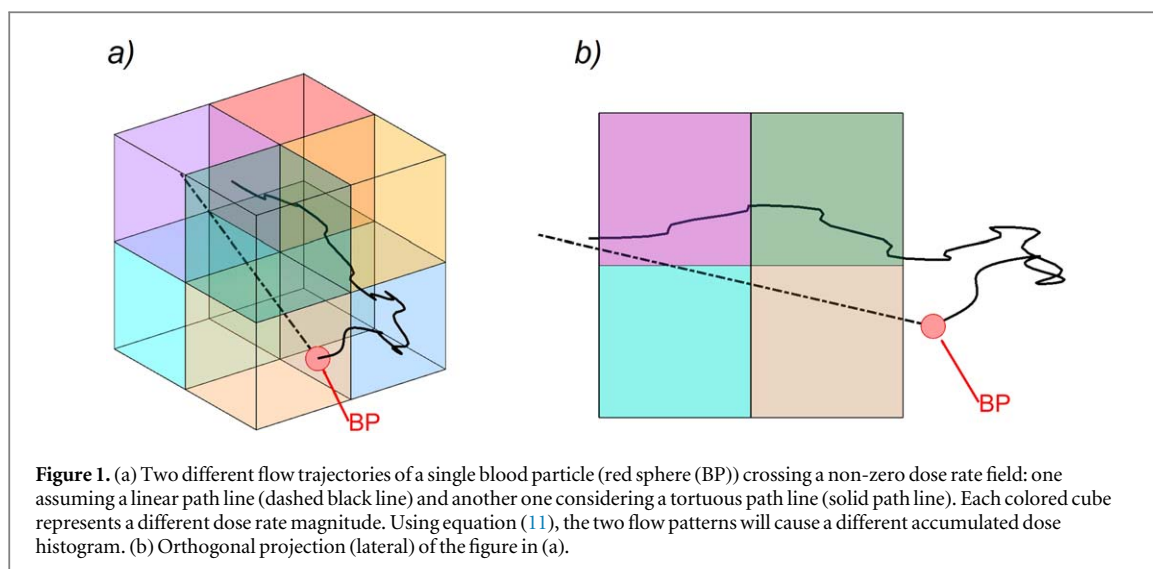 a)
b)
BP
BP
Figure 1. (a) Two different flow trajectories of a single blood particle (red sphere (BP)) crossing a non-zero dose rate field: one
assuming a linear path line (dashed black line) and another one considering a tortuous path line (solid path line). Each colored cube
represents a different dose rate magnitude. Using equation (11), the two flow patterns will cause a different accumulated dose
histogram. (b) Orthogonal projection (lateral) of the figure in (a).